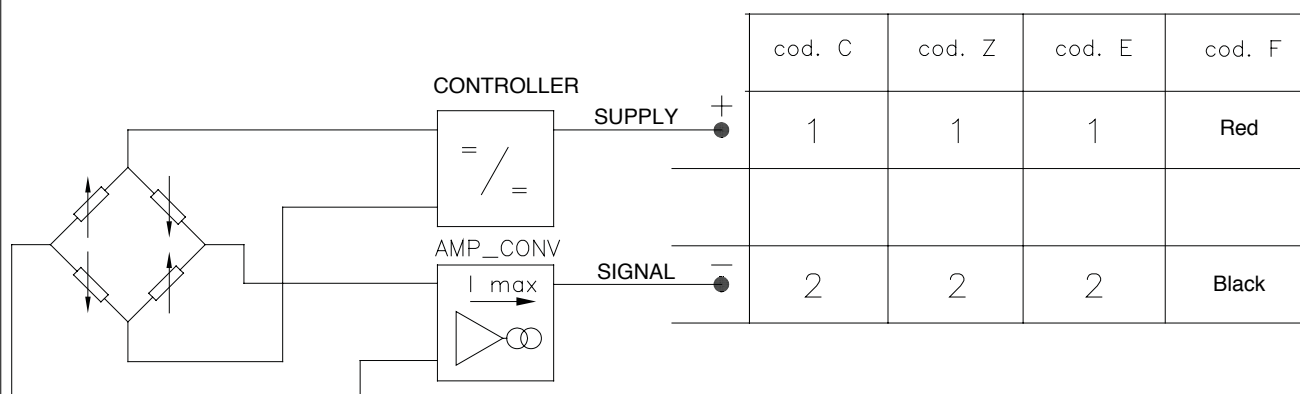 cod. C cod. Z cod. E cod. F
CONTROLLER
SUPPLY + 1 1 1 Red
= / =
AMP_CONV
SIGNAL – 2 2 2 Black
I max